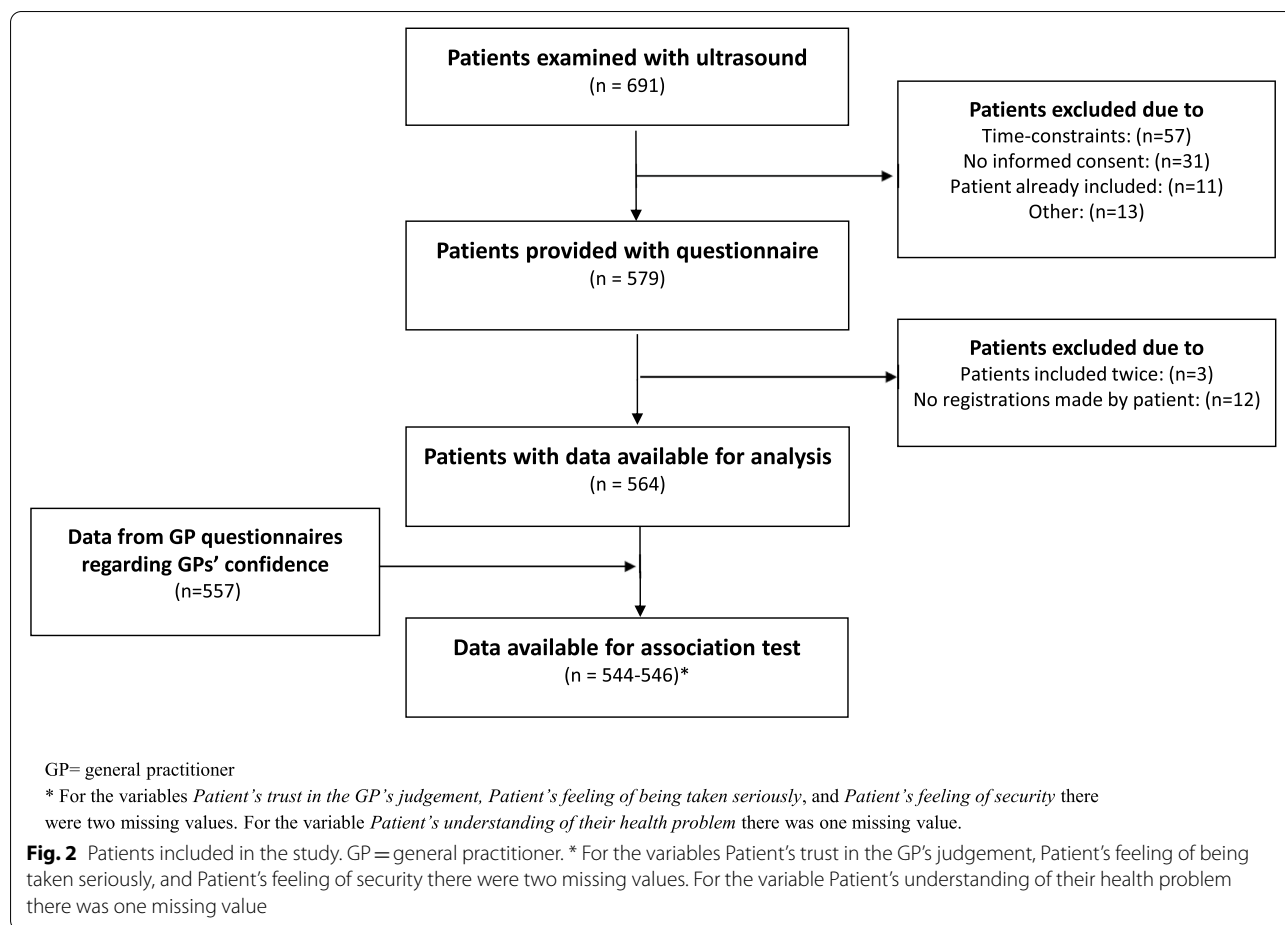 Patients examined with ultrasound
(n = 691)
Patients excluded due to
Time-constraints: (n=57)
No informed consent: (n=31)
Patient already included: (n=11)
Other: (n=13)
Patients provided with questionnaire
(n = 579)
Patients excluded due to
Patients included twice: (n=3)
No registrations made by patient: (n=12)
Patients with data available for analysis
(n = 564)
Data from GP questionnaires
regarding GPs' confidence
(n=557)
Data available for association test
(n = 544-546)*
GP= general practitioner
* For the variables Patient's trust in the GP's judgement, Patient's feeling of being taken seriously, and Patient's feeling of security there
were two missing values. For the variable Patient's understanding of their health problem there was one missing value.
Fig. 2 Patients included in the study. GP = general practitioner. * For the variables Patient's trust in the GP's judgement, Patient's feeling of being
taken seriously, and Patient's feeling of security there were two missing values. For the variable Patient's understanding of their health problem
there was one missing value